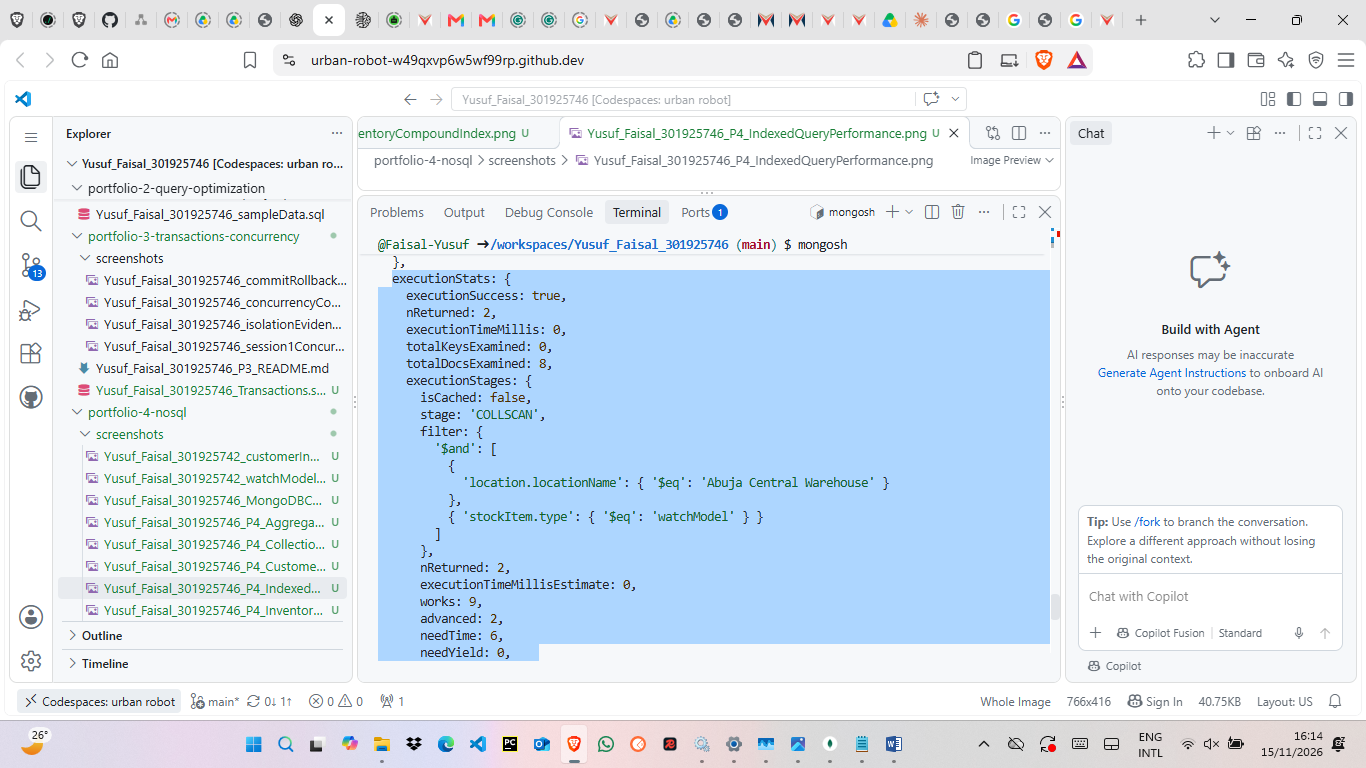 urban-robot-w49qxvp6w5wf99rp.github.dev
Yusuf_Faisal_301925746 [Codespaces: urban robot]
Explorer
Yusuf_Faisal_301925746 [Codespaces: urban ro...
portfolio-2-query-optimization
Yusuf_Faisal_301925746_sampleData.sql
portfolio-3-transactions-concurrency
screenshots
Yusuf_Faisal_301925746_commitRollback...
Yusuf_Faisal_301925746_concurrencyCo...
Yusuf_Faisal_301925746_isolationEviden...
Yusuf_Faisal_301925746_session1Concur...
Yusuf_Faisal_301925746_P3_README.md
Yusuf_Faisal_301925746_Transactions.s... U
portfolio-4-nosql
screenshots
Yusuf_Faisal_301925742_customerIn... U
Yusuf_Faisal_301925742_watchModel... U
Yusuf_Faisal_301925746_MongoDBC... U
Yusuf_Faisal_301925746_P4_Aggrega... U
Yusuf_Faisal_301925746_P4_Collectio... U
Yusuf_Faisal_301925746_P4_Custome... U
Yusuf_Faisal_301925746_P4_Indexed... U
Yusuf_Faisal_301925746_P4_Inventor... U
Outline
Timeline
13
entoryCompoundIndex.png U
Yusuf_Faisal_301925746_P4_IndexedQueryPerformance.png U
portfolio-4-nosql > screenshots > Yusuf_Faisal_301925746_P4_IndexedQueryPerformance.png
Image Preview
Problems Output Debug Console Terminal Ports 1
mongosh
@Faisal-Yusuf ➜/workspaces/Yusuf_Faisal_301925746 (main) $ mongosh
},
executionStats: {
executionSuccess: true,
nReturned: 2,
executionTimeMillis: 0,
totalKeysExamined: 0,
totalDocsExamined: 8,
executionStages: {
isCached: false,
stage: 'COLLSCAN',
filter: {
'$and': [
{
'location.locationName': { '$eq': 'Abuja Central Warehouse' }
},
{ 'stockItem.type': { '$eq': 'watchModel' } }
]
},
nReturned: 2,
executionTimeMillisEstimate: 0,
works: 9,
advanced: 2,
needTime: 6,
needYield: 0,
Chat
Build with Agent
AI responses may be inaccurate
Generate Agent Instructions to onboard AI
onto your codebase.
Tip: Use /fork to branch the conversation.
Explore a different approach without losing
the original context.
Chat with Copilot
Copilot Fusion Standard
Copilot
Codespaces: urban robot
main*
0↓ 1↑
0 0
1
Whole Image
766x416
Sign In
40.75KB
Layout: US
26°
ENG
INTL
16:14
15/11/2026